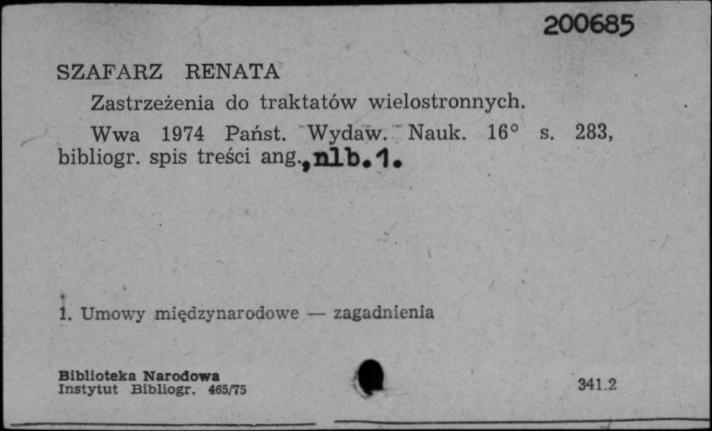 200685
SZAFARZ RENATA
Zastrzeżenia do traktatów wielostronnych.
Wwa 1974 Państ. Wydaw. Nauk. 16° s. 283,
bibliogr. spis treści ang., nlb.1.
1. Umowy międzynarodowe — zagadnienia
Biblioteka Narodowa
Instytut Bibliogr. 465/75
341.2